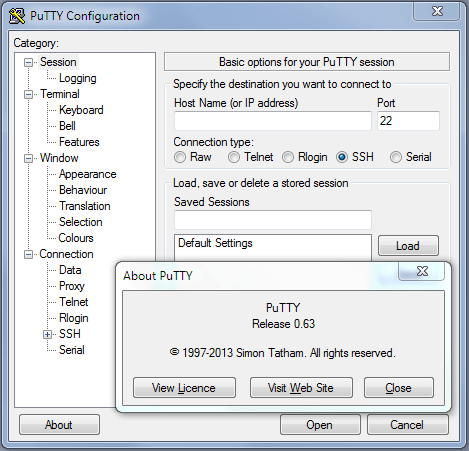 PuTTY Configuration
Category:
Session
Logging
Terminal
Keyboard
Bell
Features
Window
Appearance
Behaviour
Translation
Selection
Colours
Connection
Data
Proxy
Telnet
Rlogin
SSH
Serial
Basic options for your PuTTY session
Specify the destination you want to connect to
Host Name (or IP address) Port
22
Connection type:
Raw Telnet Rlogin SSH Serial
Load, save or delete a stored session
Saved Sessions
Default Settings
Load
About PuTTY
PuTTY
Release 0.63
© 1997-2013 Simon Tatham. All rights reserved.
View Licence Visit Web Site Close
About Open Cancel